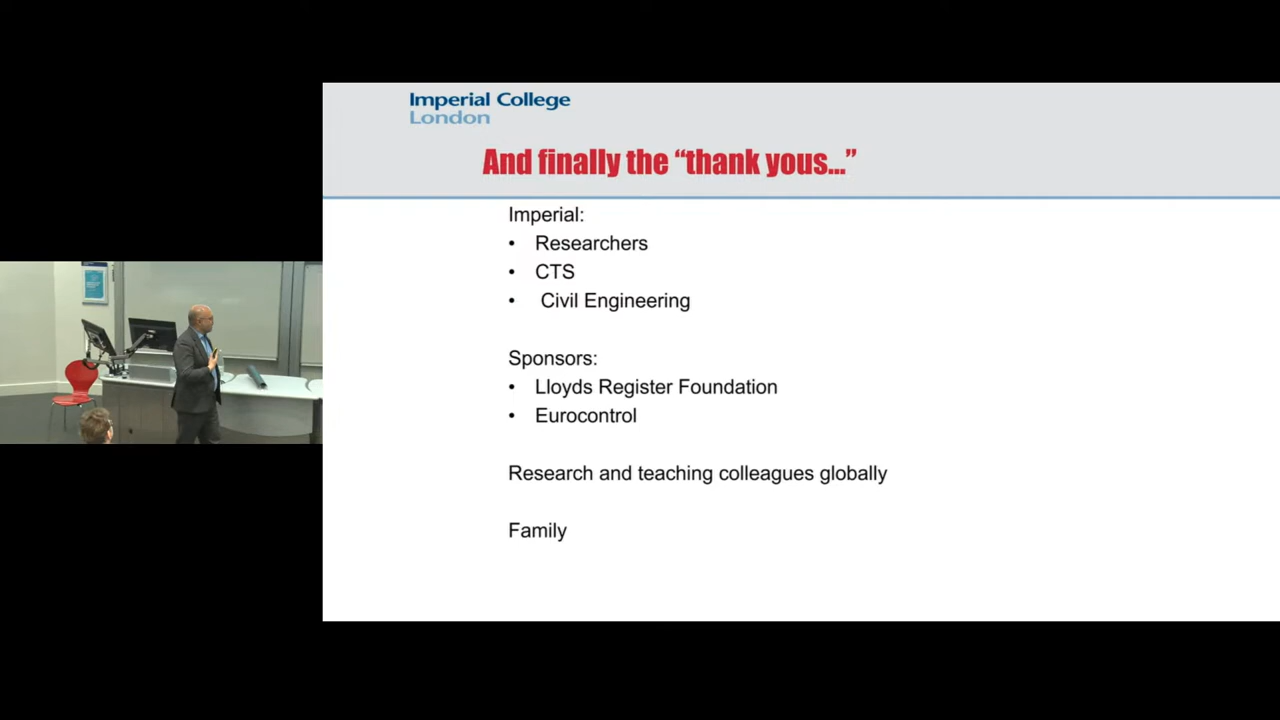 Imperial College
London
And finally the “thank yous...”
Imperial:
• Researchers
• CTS
• Civil Engineering
Sponsors:
• Lloyds Register Foundation
• Eurocontrol
Research and teaching colleagues globally
Family